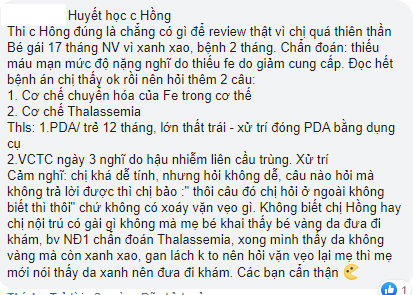 Huyết học c Hồng
Thi c Hông đúng là chẳng có gì để review thật vì chị quá thiên thần
Bé gái 17 tháng NV vi xanh xao, bệnh 2 tháng. Chẩn đoán: thiếu
máu mạn mức độ nặng nghĩ do thiếu fe do giảm cung cấp. Đọc hết
bệnh án chị thấy ok rồi nên hỏi thêm 2 câu:
1. Cơ chế chuyển hóa của Fe trong cơ thể
2. Cơ chế Thalassemia
Thls: 1.PDA/ trẻ 12 tháng, lớn thất trái - xử trí đóng PDA bằng dụng
cụ
2.VCTC ngày 3 nghĩ do hậu nhiễm liên cầu trùng. Xử trí
Cảm nghĩ: chị khá dễ tính, nhưng hỏi không dễ, câu nào hỏi mà
không trả lời được thì chị bảo :" thôi câu đó chị hỏi ở ngoài không
biết thì thôi" chứ không có xoáy vặn vẹo gì. Không biết chị Hồng hay
chị nội trú có gài gì không mà mẹ bé khai thấy bé vàng da đưa đi
khám, bv NĐ1 chẩn đoán Thalassemia, xong mình thấy da không
vàng mà còn xanh xao, gan lách k to nên hỏi vặn vẹo lại mẹ thì mẹ
mới nói thấy da xanh nên đưa đi khám. Các bạn cẩn thận
1